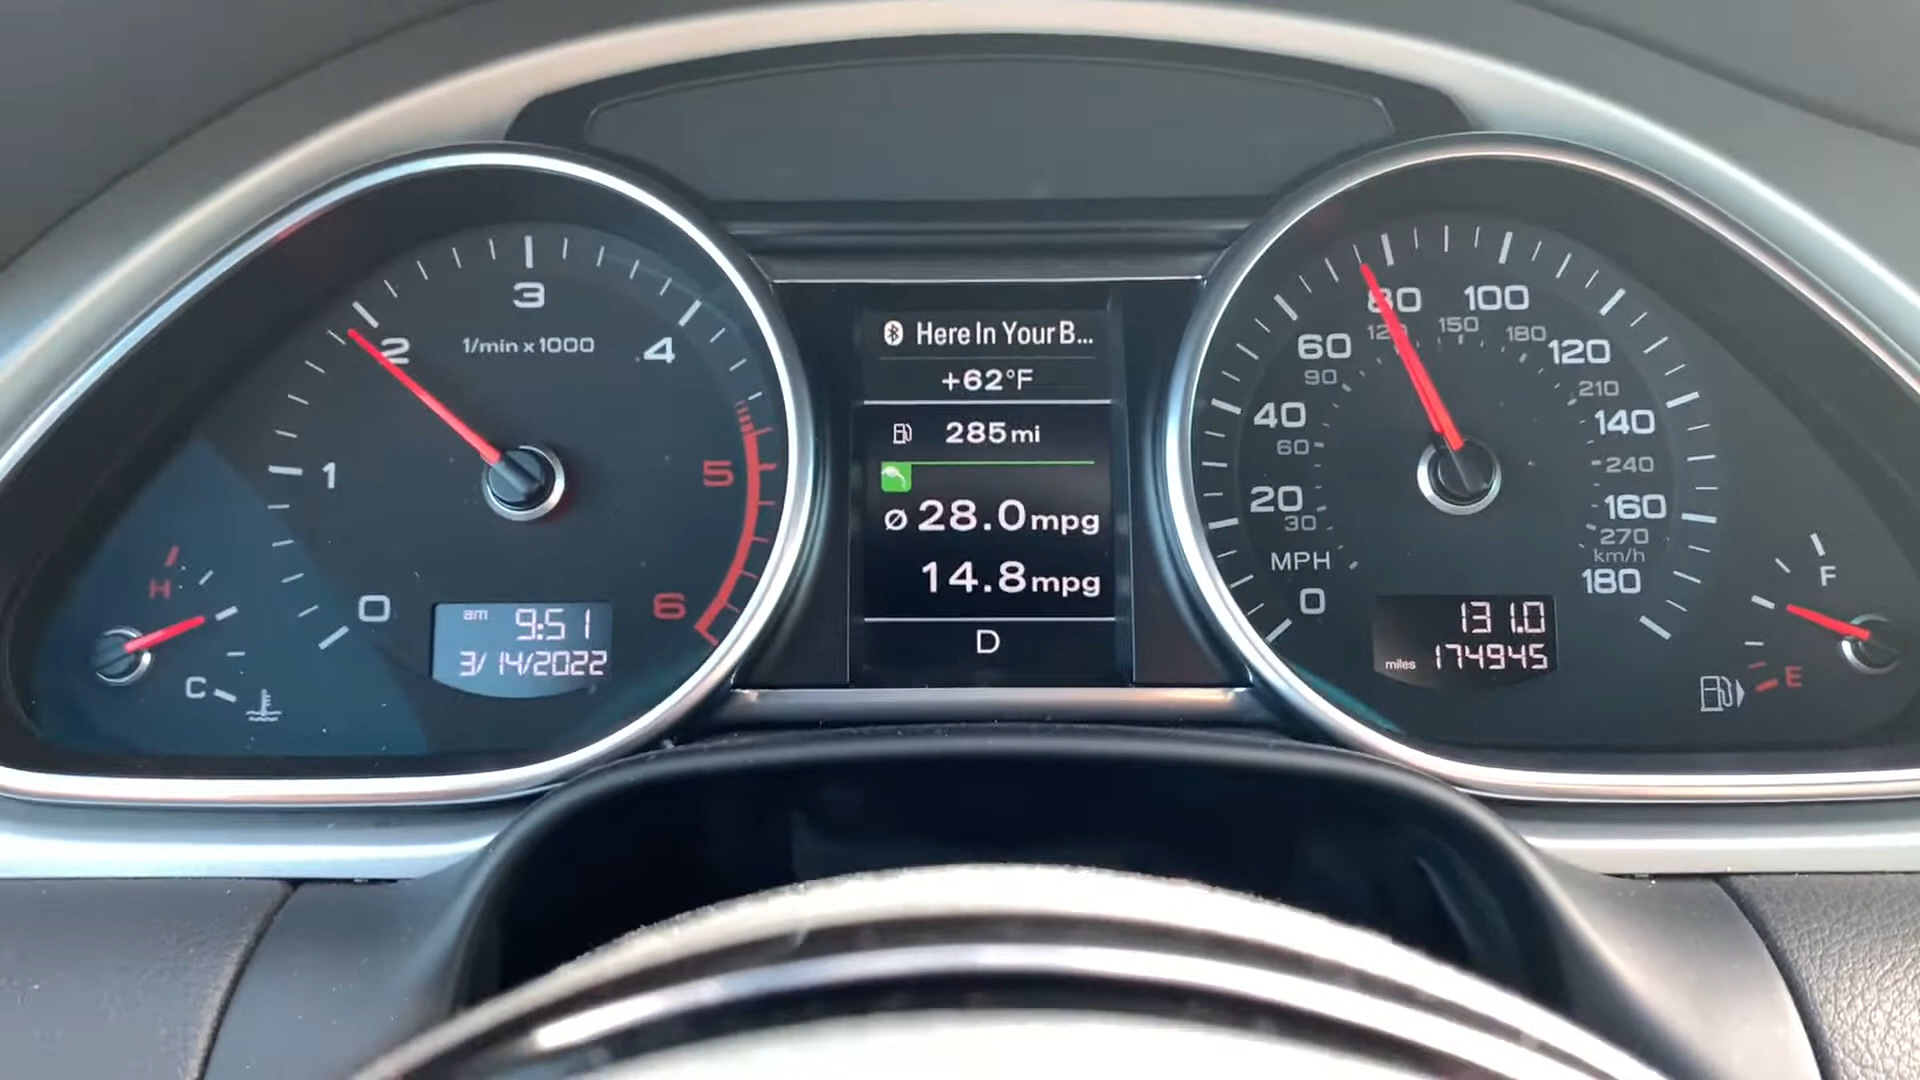 3
2
1/min x 1000
4
1
5
0
6
H
C
am 9:51
3/14/2022
Here In Your B...
+62°F
285 mi
ø 28.0 mpg
14.8 mpg
D
80
100
60
120
150
180
120
90
210
40
140
60
240
20
160
30
270
MPH
km/h
0
180
131.0
miles 174945
F
E